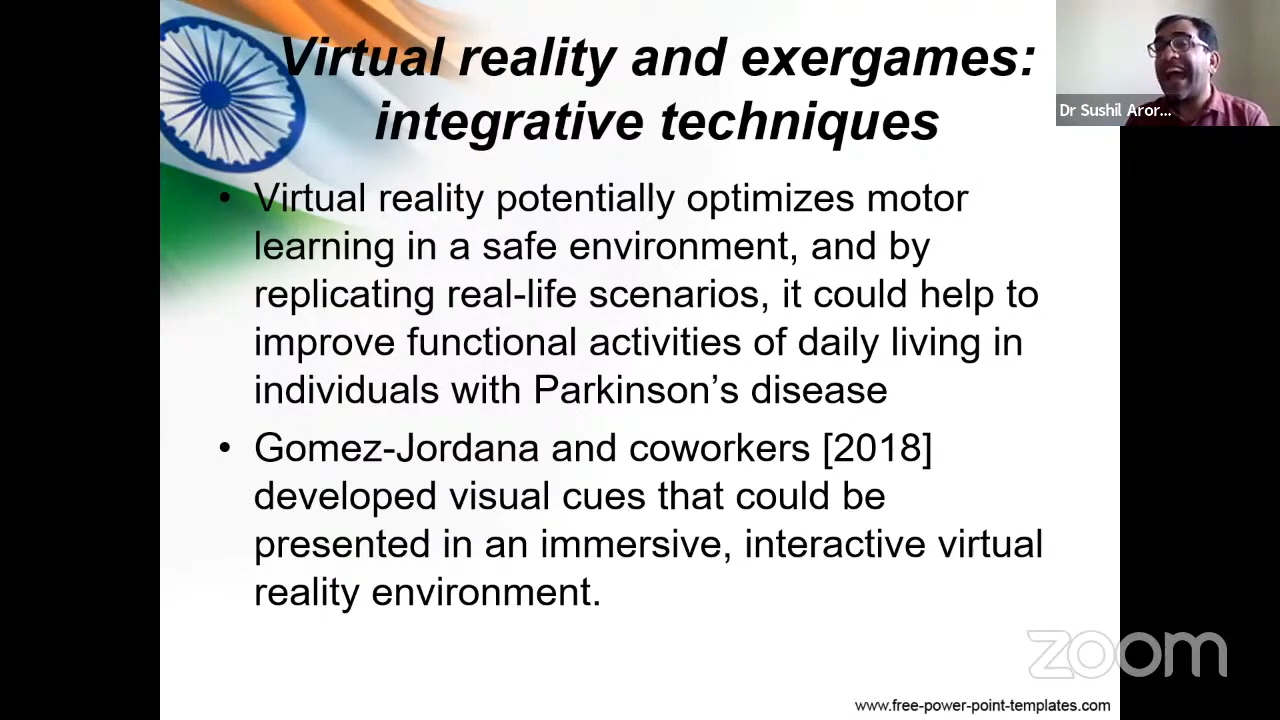 Virtual reality and exergames:
integrative techniques
Dr Sushil Aror...
• Virtual reality potentially optimizes motor
learning in a safe environment, and by
replicating real-life scenarios, it could help to
improve functional activities of daily living in
individuals with Parkinson’s disease
• Gomez-Jordana and coworkers [2018]
developed visual cues that could be
presented in an immersive, interactive virtual
reality environment.
zoom
www.free-power-point-templates.com